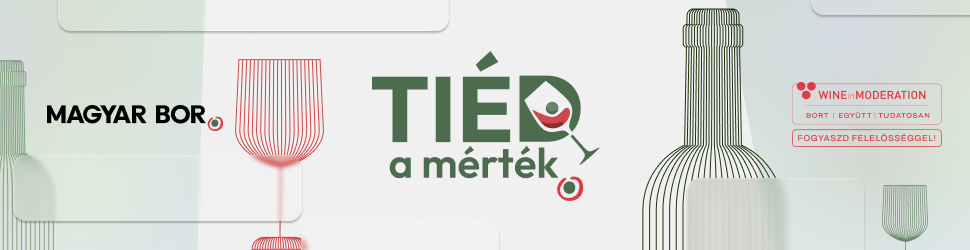 MAGYAR BOR
TIÉD
a mérték
WINEinMODERATION
BORT | EGYÜTT | TUDATOSAN
FOGYASZD FELELŐSSÉGGEL!